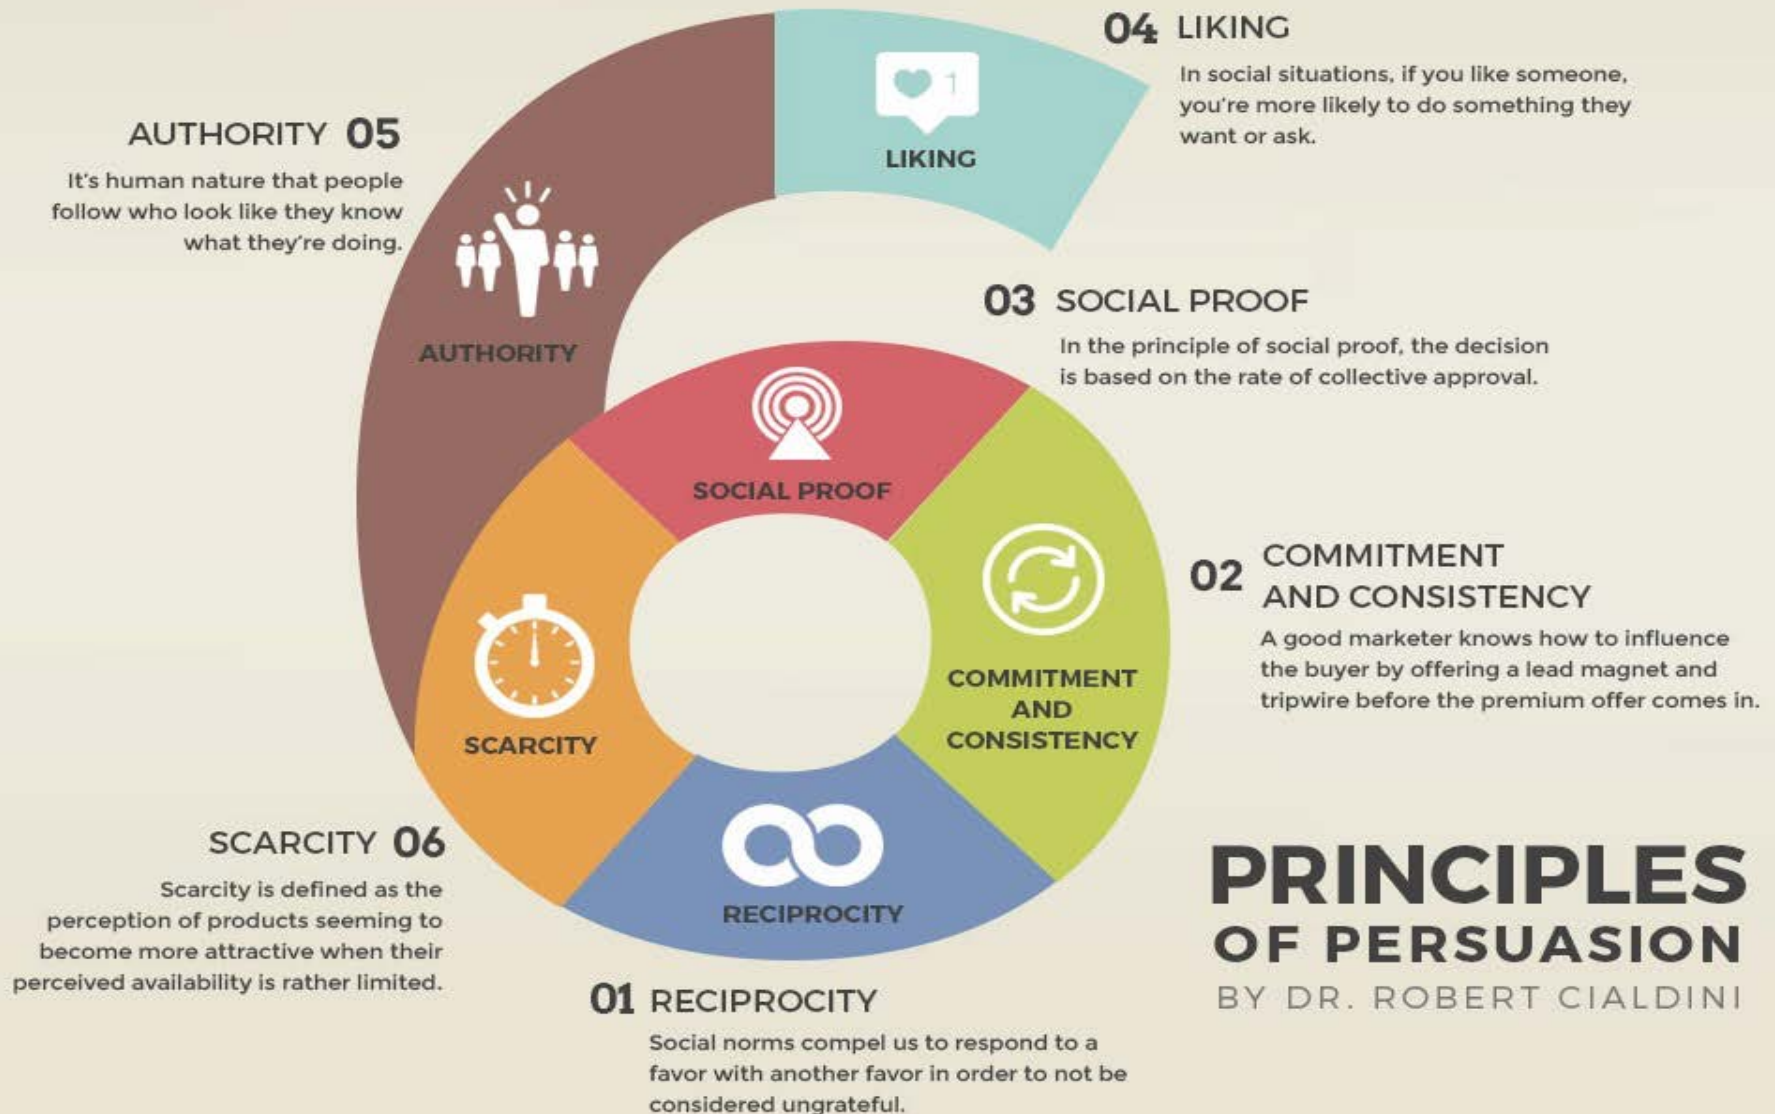 04 LIKING
In social situations, if you like someone,
you're more likely to do something they
want or ask.
1
LIKING
AUTHORITY 05
It's human nature that people
follow who look like they know
what they're doing.
AUTHORITY
03 SOCIAL PROOF
In the principle of social proof, the decision
is based on the rate of collective approval.
SOCIAL PROOF
02 COMMITMENT
AND CONSISTENCY
A good marketer knows how to influence
the buyer by offering a lead magnet and
tripwire before the premium offer comes in.
COMMITMENT
AND
CONSISTENCY
SCARCITY
SCARCITY 06
Scarcity is defined as the
perception of products seeming to
become more attractive when their
perceived availability is rather limited.
RECIPROCITY
01 RECIPROCITY
Social norms compel us to respond to a
favor with another favor in order to not be
considered ungrateful.
PRINCIPLES
OF PERSUASION
BY DR. ROBERT CIALDINI